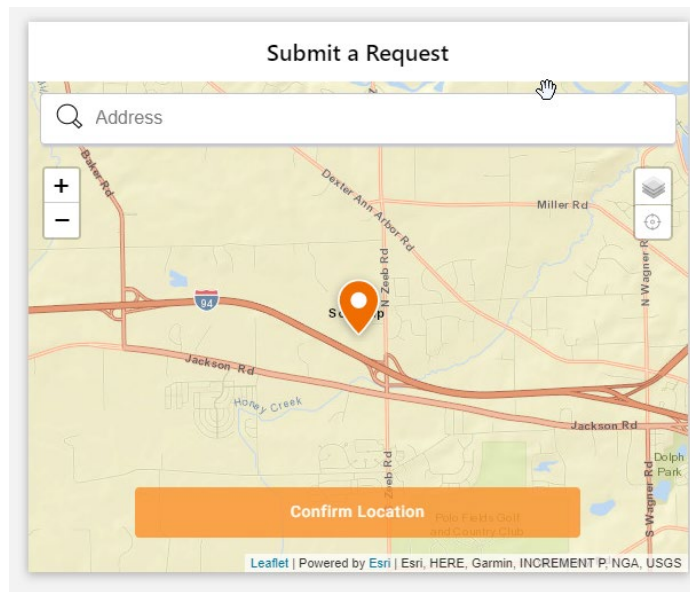 Submit a Request
Address
Baker Rd
Dexter Ann Arbor Rd
Miller Rd
+
−
N Zeeb Rd
N Wagner R
94
Jackson Rd
Honey Creek
Jackson Rd
Zeeb Rd
Dolph
Park
S Wagner Rd
Confirm Location
Polo Fields Golf
and Country Club
Leaflet | Powered by Esri | Esri, HERE, Garmin, INCREMENT P, NGA, USGS